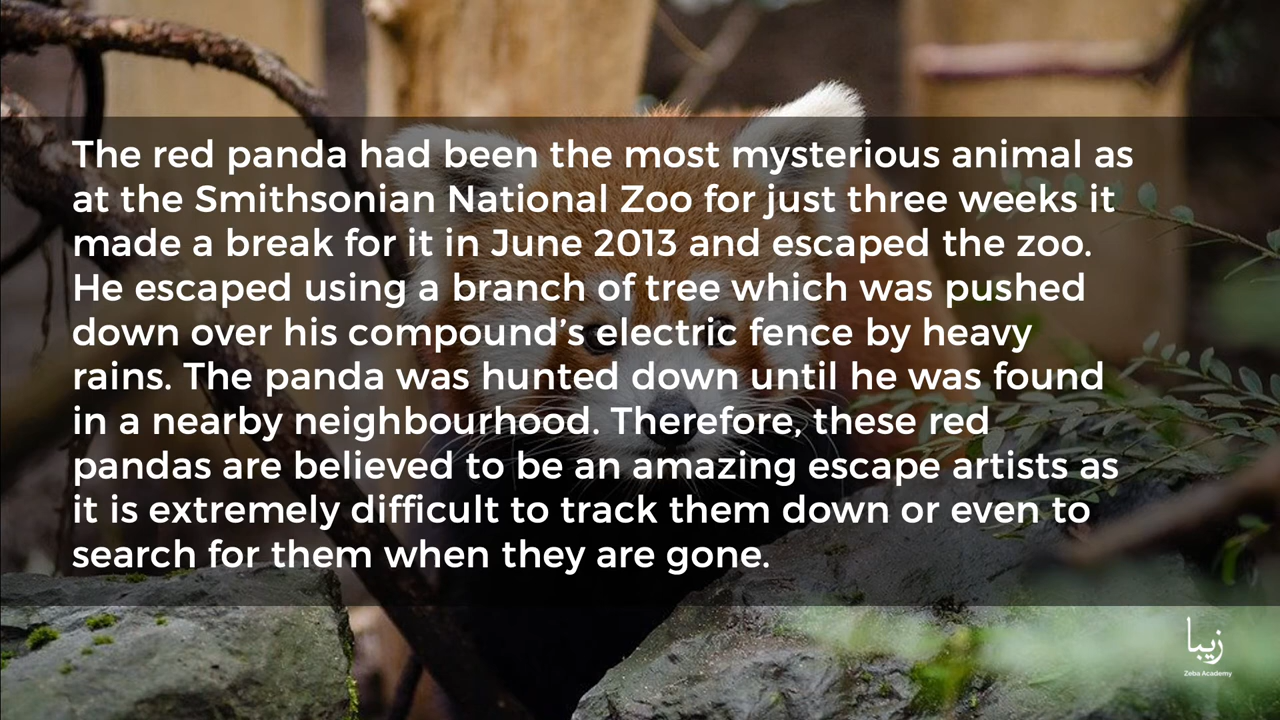 The red panda had been the most mysterious animal as
at the Smithsonian National Zoo for just three weeks it
made a break for it in June 2013 and escaped the zoo.
He escaped using a branch of tree which was pushed
down over his compound’s electric fence by heavy
rains. The panda was hunted down until he was found
in a nearby neighbourhood. Therefore, these red
pandas are believed to be an amazing escape artists as
it is extremely difficult to track them down or even to
search for them when they are gone.
زيبا
Zeba Academy